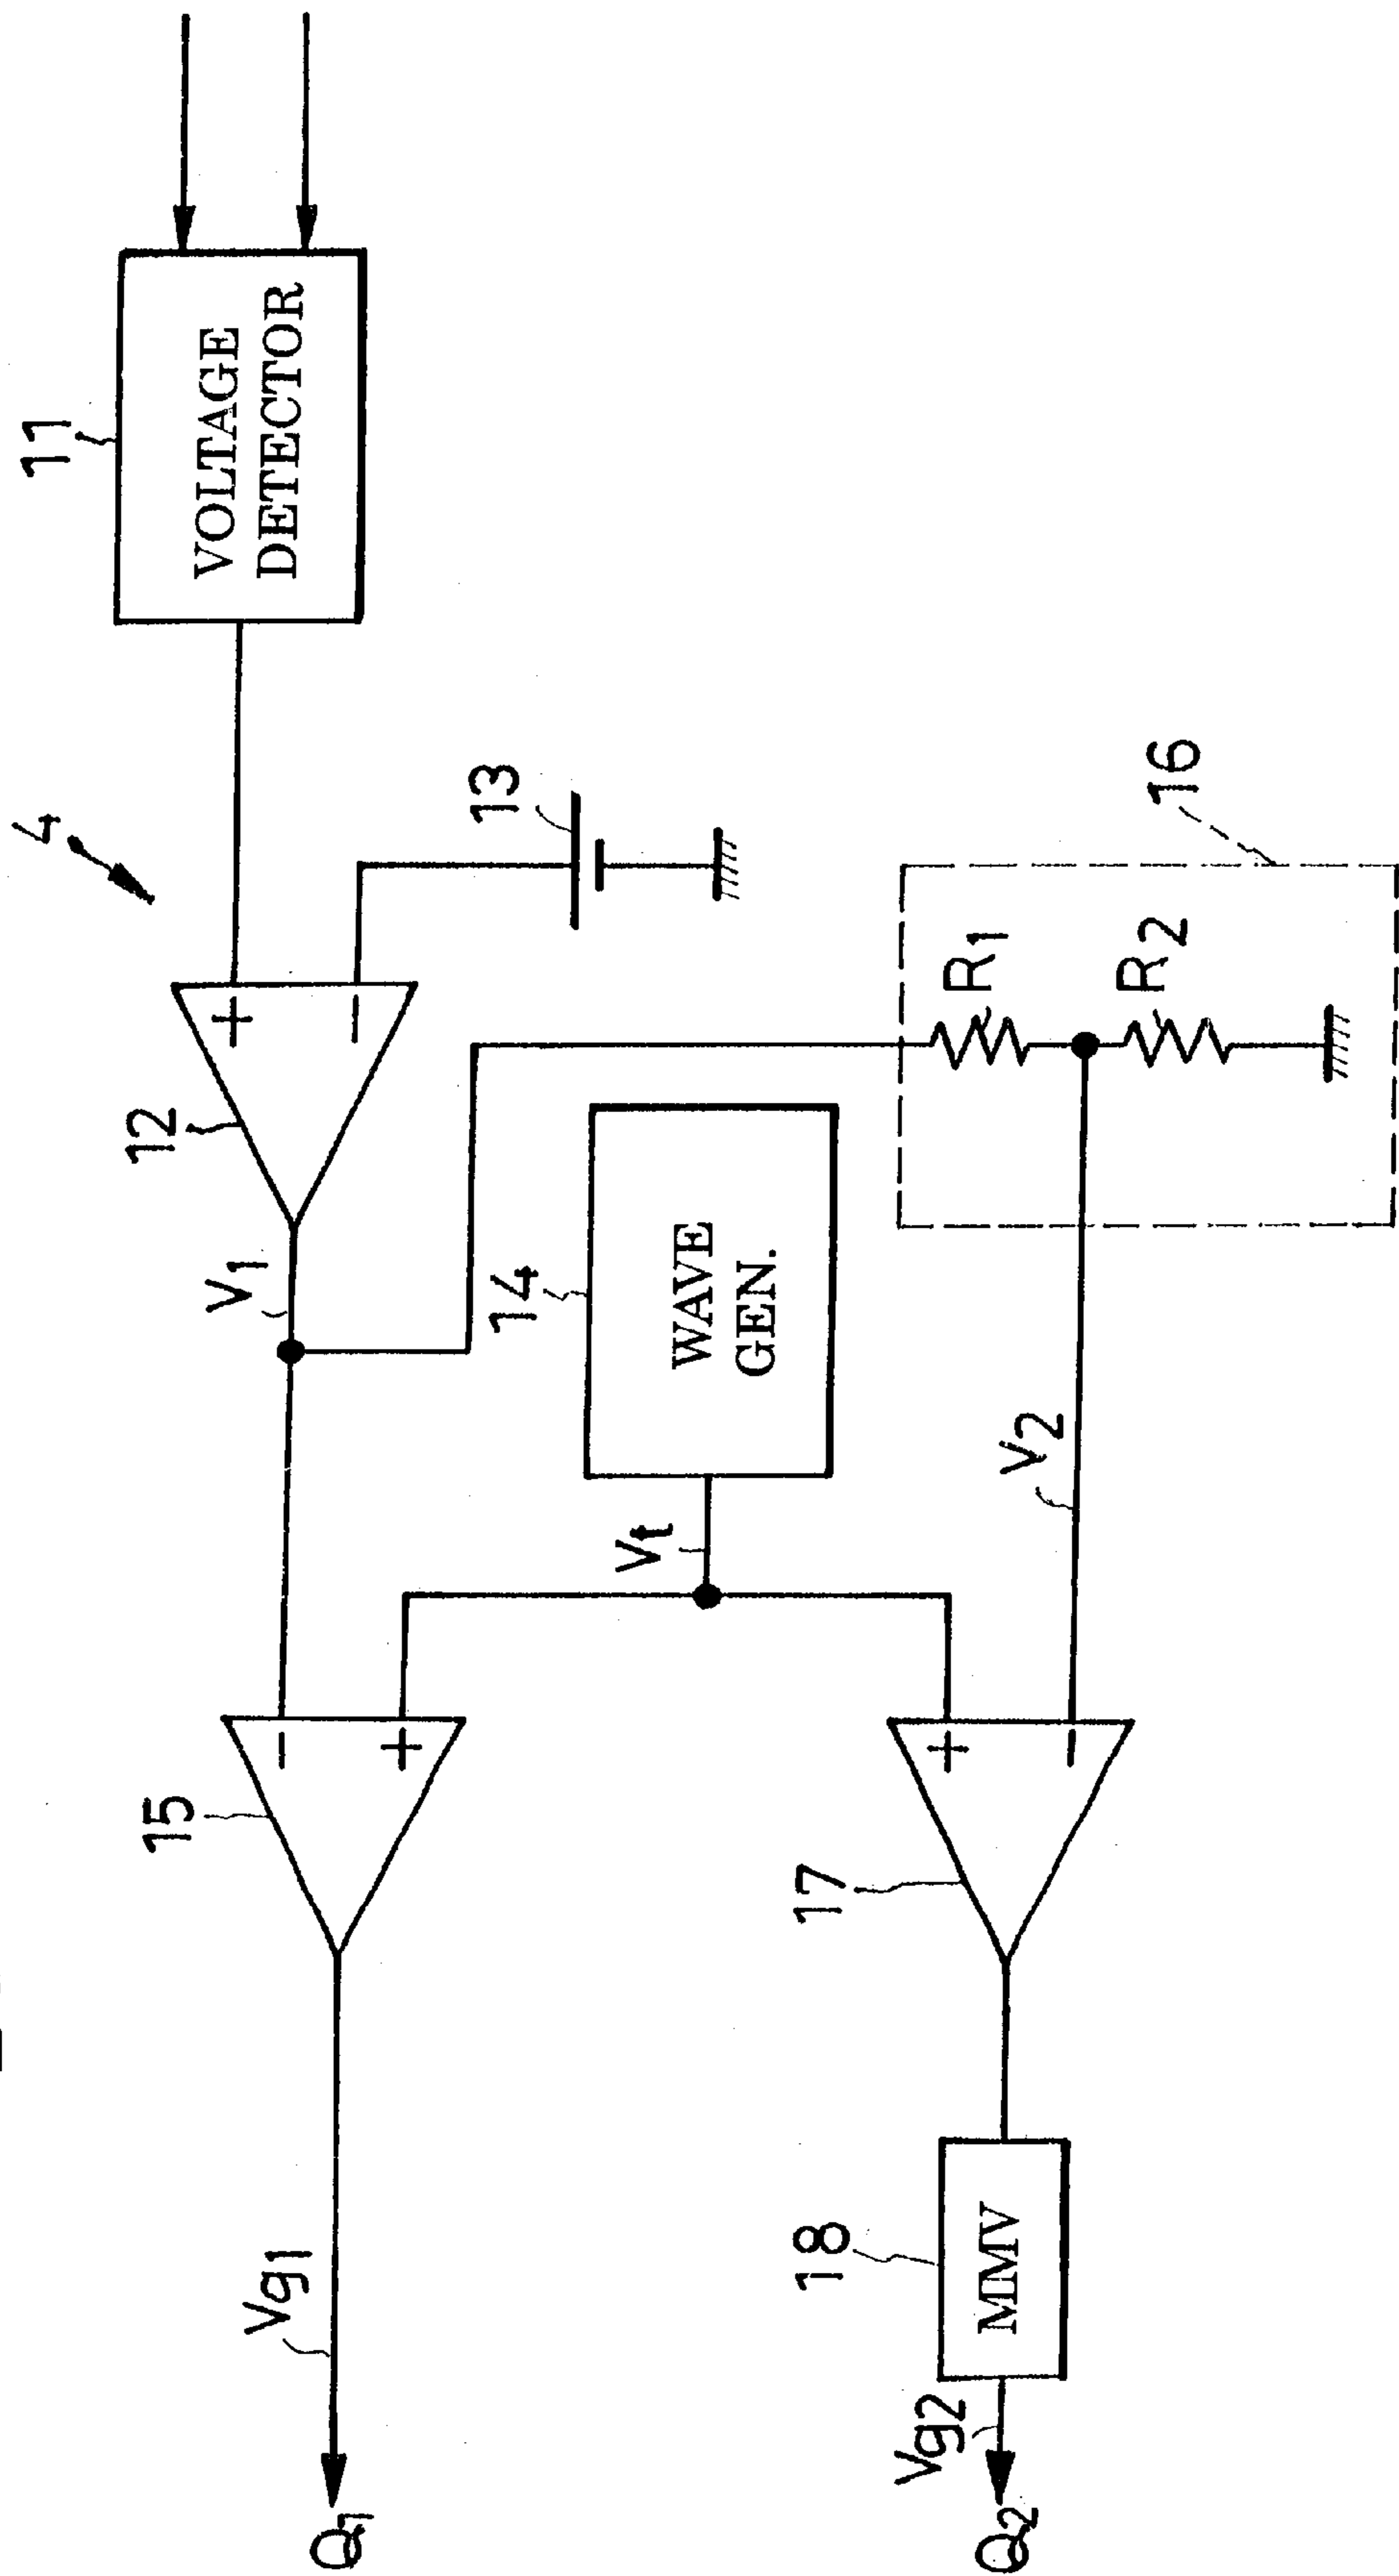 4
11
VOLTAGE
DETECTOR
12
+
−
13
V1
14
WAVE
GEN.
Vt
16
R1
R2
V2
15
−
+
17
+
−
18
MMV
Vg1
Q1
Vg2
Q2